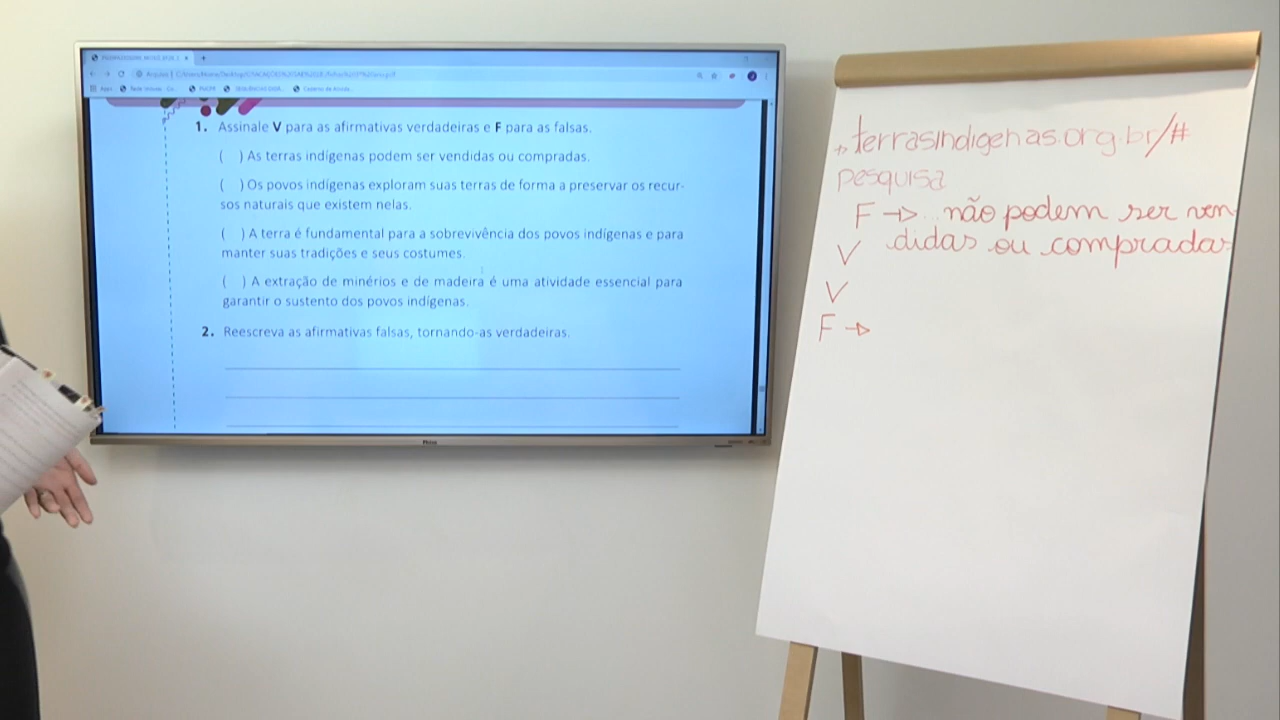 1. Assinale V para as afirmativas verdadeiras e F para as falsas.
( ) As terras indígenas podem ser vendidas ou compradas.
( ) Os povos indígenas exploram suas terras de forma a preservar os recur-
sos naturais que existem nelas.
( ) A terra é fundamental para a sobrevivência dos povos indígenas e para
manter suas tradições e seus costumes.
( ) A extração de minérios e de madeira é uma atividade essencial para
garantir o sustento dos povos indígenas.
2. Reescreva as afirmativas falsas, tornando-as verdadeiras.
Philco
→ terrasindigenas.org.br/#
pesquisa
F → ... não podem ser ven-
V didas ou compradas
V
F →